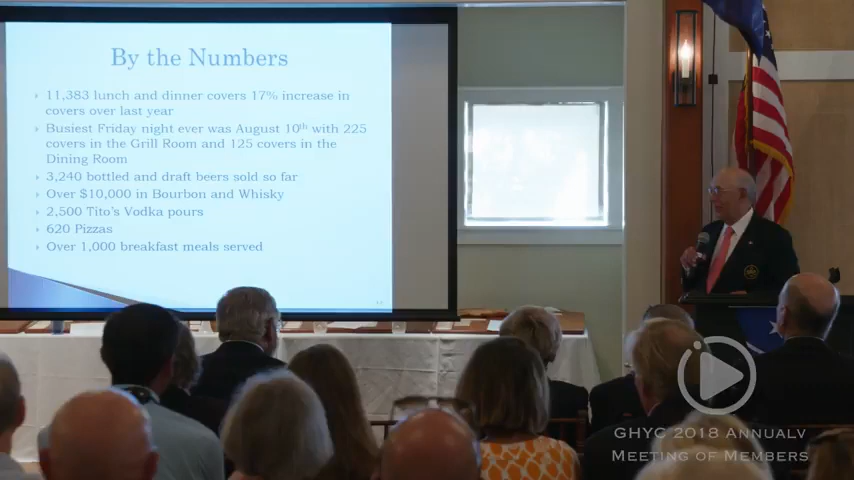 By the Numbers
11,383 lunch and dinner covers 17% increase in
covers over last year
Busiest Friday night ever was August 10th with 225
covers in the Grill Room and 125 covers in the
Dining Room
3,240 bottled and draft beers sold so far
Over $10,000 in Bourbon and Whisky
2,500 Tito's Vodka pours
620 Pizzas
Over 1,000 breakfast meals served
GHYC 2018 Annualv
Meeting of Members